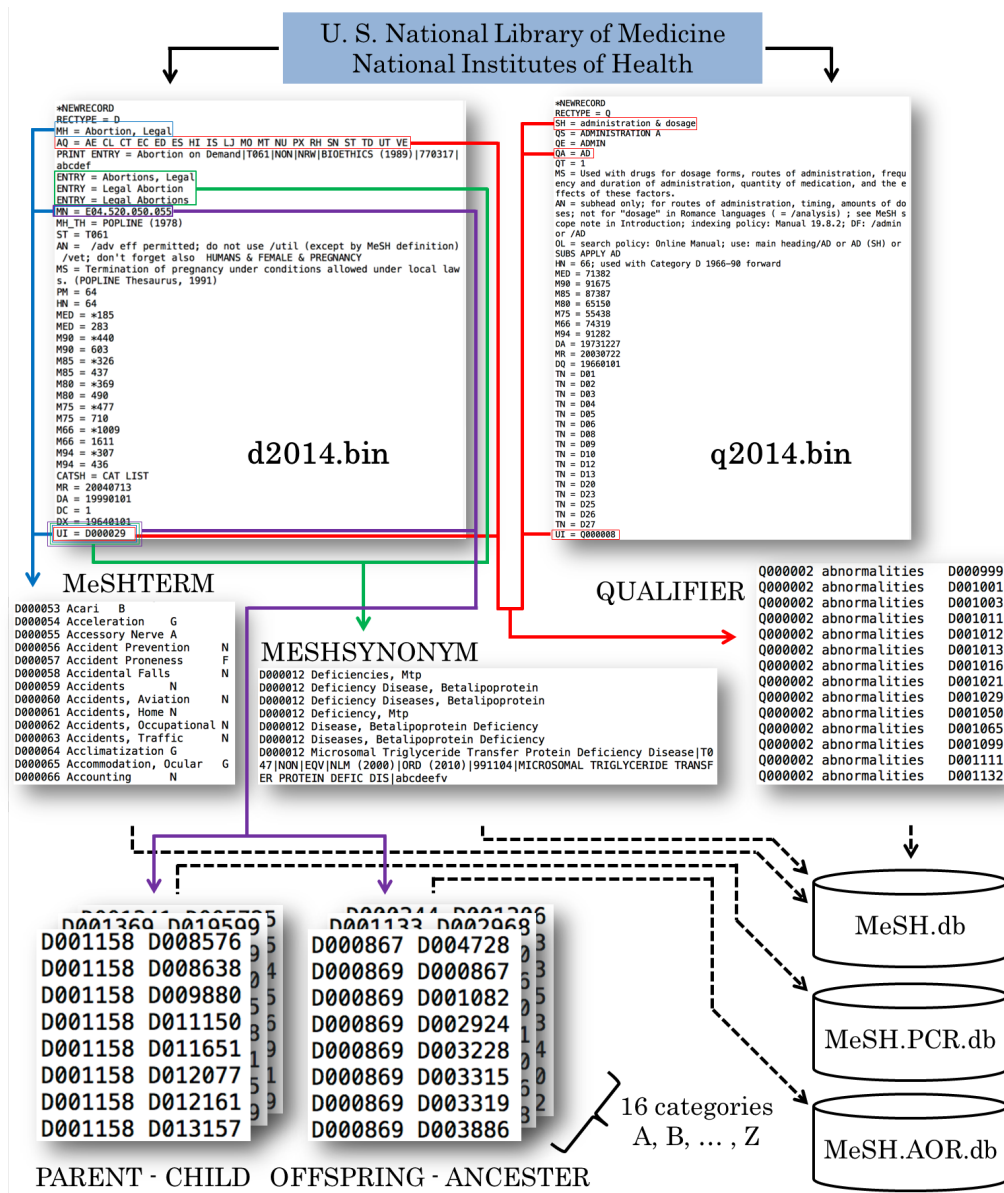 U. S. National Library of Medicine
National Institutes of Health
*NEWRECORD
RECTYPE = D
MH = Abortion, Legal
AQ = AE CL CT EC ED ES HI IS LJ MO MT NU PX RH SN ST TD UT VE
PRINT ENTRY = Abortion on Demand|T061|NON|NRW|BIOETHICS (1989)|770317|
abcdef
ENTRY = Abortions, Legal
ENTRY = Legal Abortion
ENTRY = Legal Abortions
MN = E04.520.050.055
MH_TH = POPLINE (1978)
ST = T061
AN =  /adv eff permitted; do not use /util (except by MeSH definition)
/vet; don't forget also  HUMANS & FEMALE & PREGNANCY
MS = Termination of pregnancy under conditions allowed under local law
s. (POPLINE Thesaurus, 1991)
PM = 64
HN = 64
MED = *185
MED = 283
M90 = *440
M90 = 603
M85 = *326
M85 = 437
M80 = *369
M80 = 490
M75 = *477
M75 = 710
M66 = *1009
M66 = 1611
M94 = *307
M94 = 436
CATSH = CAT LIST
MR = 20040713
DA = 19990101
DC = 1
DX = 19640101
UI = D000029
d2014.bin
*NEWRECORD
RECTYPE = Q
SH = administration & dosage
QS = ADMINISTRATION A
QE = ADMIN
QA = AD
QT = 1
MS = Used with drugs for dosage forms, routes of administration, frequ
ency and duration of administration, quantity of medication, and the e
ffects of these factors.
AN = subhead only; for routes of administration, timing, amounts of do
ses; not for "dosage" in Romance languages ( = /analysis) ; see MeSH s
cope note in Introduction; indexing policy: Manual 19.8.2; DF: /admin
or /AD
OL = search policy: Online Manual; use: main heading/AD or AD (SH) or
SUBS APPLY AD
HN = 66; used with Category D 1966-90 forward
MED = 71382
M90 = 91675
M85 = 87387
M80 = 65150
M75 = 55438
M66 = 74319
M94 = 91282
DA = 19731227
MR = 20030722
DQ = 19660101
TN = D01
TN = D02
TN = D03
TN = D04
TN = D05
TN = D06
TN = D08
TN = D09
TN = D10
TN = D12
TN = D13
TN = D20
TN = D23
TN = D25
TN = D26
TN = D27
UI = Q000008
q2014.bin
MeSHTERM
D000053 Acari B
D000054 Acceleration G
D000055 Accessory Nerve A
D000056 Accident Prevention N
D000057 Accident Proneness F
D000058 Accidental Falls N
D000059 Accidents N
D000060 Accidents, Aviation N
D000061 Accidents, Home N
D000062 Accidents, Occupational N
D000063 Accidents, Traffic N
D000064 Acclimatization G
D000065 Accommodation, Ocular G
D000066 Accounting N
MESHSYNONYM
D000012 Deficiencies, Mtp
D000012 Deficiency Disease, Betalipoprotein
D000012 Deficiency Diseases, Betalipoprotein
D000012 Deficiency, Mtp
D000012 Disease, Betalipoprotein Deficiency
D000012 Diseases, Betalipoprotein Deficiency
D000012 Microsomal Triglyceride Transfer Protein Deficiency Disease|T0
47|NON|EQV|NLM (2000)|ORD (2010)|991104|MICROSOMAL TRIGLYCERIDE TRANSF
ER PROTEIN DEFIC DIS|abcdeefv
QUALIFIER
Q000002 abnormalities D000999
Q000002 abnormalities D001001
Q000002 abnormalities D001003
Q000002 abnormalities D001011
Q000002 abnormalities D001012
Q000002 abnormalities D001013
Q000002 abnormalities D001016
Q000002 abnormalities D001021
Q000002 abnormalities D001029
Q000002 abnormalities D001050
Q000002 abnormalities D001065
Q000002 abnormalities D001099
Q000002 abnormalities D001111
Q000002 abnormalities D001132
D001369 D019599
D001158 D008576
D001158 D008638
D001158 D009880
D001158 D011150
D001158 D011651
D001158 D012077
D001158 D012161
D001158 D013157
PARENT - CHILD
D001133 D002968
D000867 D004728
D000869 D000867
D000869 D001082
D000869 D002924
D000869 D003228
D000869 D003315
D000869 D003319
D000869 D003886
OFFSPRING - ANCESTER
16 categories
A, B, ... , Z
MeSH.db
MeSH.PCR.db
MeSH.AOR.db